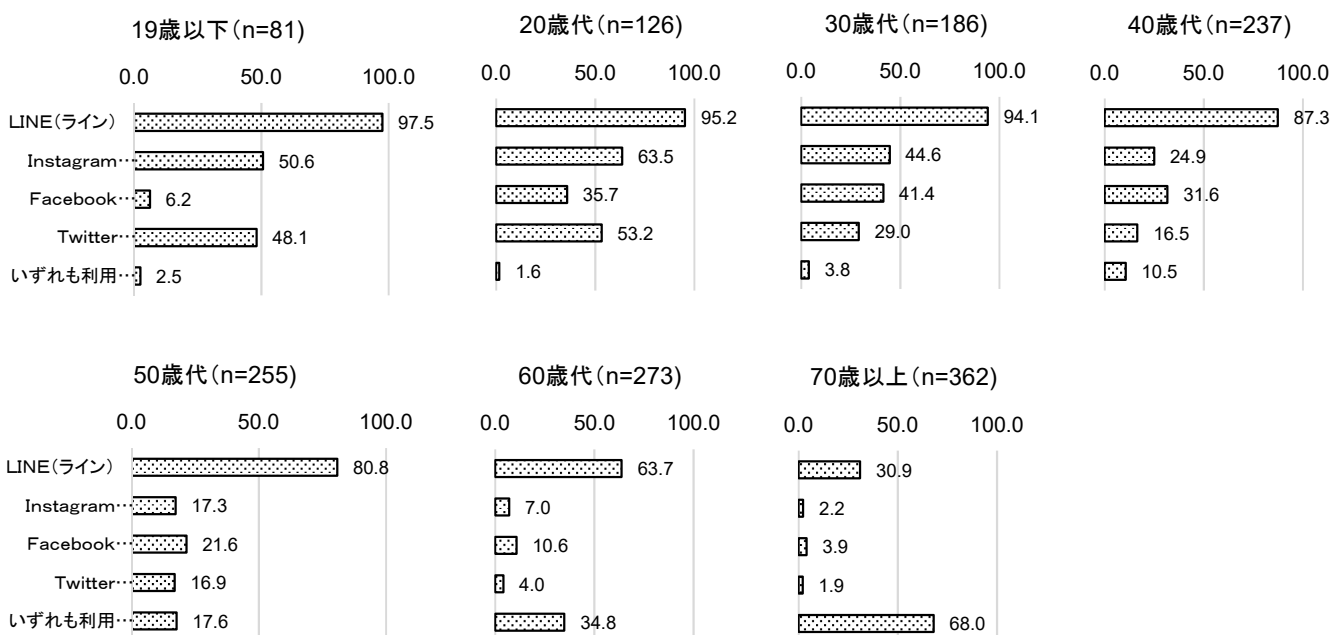 19歳以下(n=81)
0.0 50.0 100.0
LINE(ライン) 97.5
Instagram… 50.6
Facebook… 6.2
Twitter… 48.1
いずれも利用… 2.5
20歳代(n=126)
0.0 50.0 100.0
95.2
63.5
35.7
53.2
1.6
30歳代(n=186)
0.0 50.0 100.0
94.1
44.6
41.4
29.0
3.8
40歳代(n=237)
0.0 50.0 100.0
87.3
24.9
31.6
16.5
10.5
50歳代(n=255)
0.0 50.0 100.0
LINE(ライン) 80.8
Instagram… 17.3
Facebook… 21.6
Twitter… 16.9
いずれも利用… 17.6
60歳代(n=273)
0.0 50.0 100.0
63.7
7.0
10.6
4.0
34.8
70歳以上(n=362)
0.0 50.0 100.0
30.9
2.2
3.9
1.9
68.0